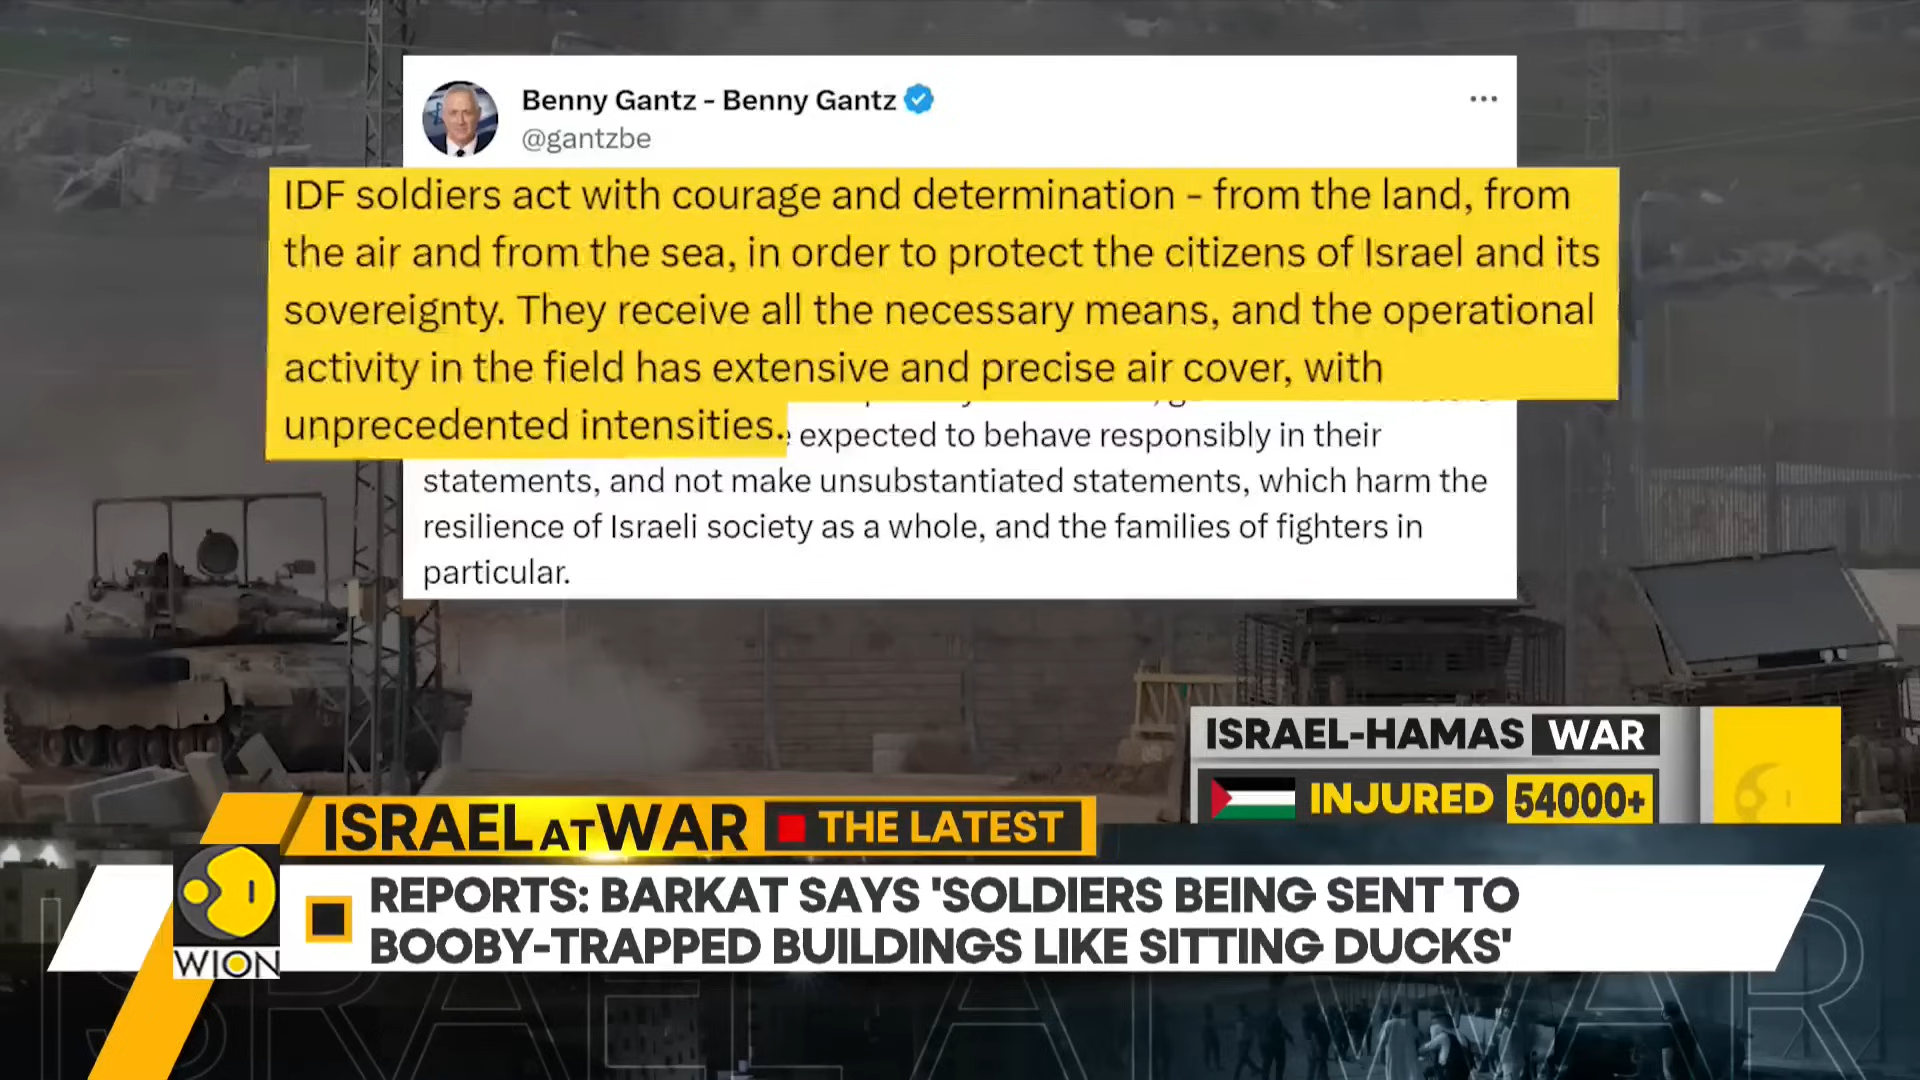 Benny Gantz - Benny Gantz
@gantzbe
IDF soldiers act with courage and determination - from the land, from
the air and from the sea, in order to protect the citizens of Israel and its
sovereignty. They receive all the necessary means, and the operational
activity in the field has extensive and precise air cover, with
unprecedented intensities.
expected to behave responsibly in their
statements, and not make unsubstantiated statements, which harm the
resilience of Israeli society as a whole, and the families of fighters in
particular.
ISRAEL-HAMAS WAR
INJURED 54000+
ISRAEL AT WAR THE LATEST
REPORTS: BARKAT SAYS 'SOLDIERS BEING SENT TO
BOOBY-TRAPPED BUILDINGS LIKE SITTING DUCKS'
WION
ISRAEL AT WAR